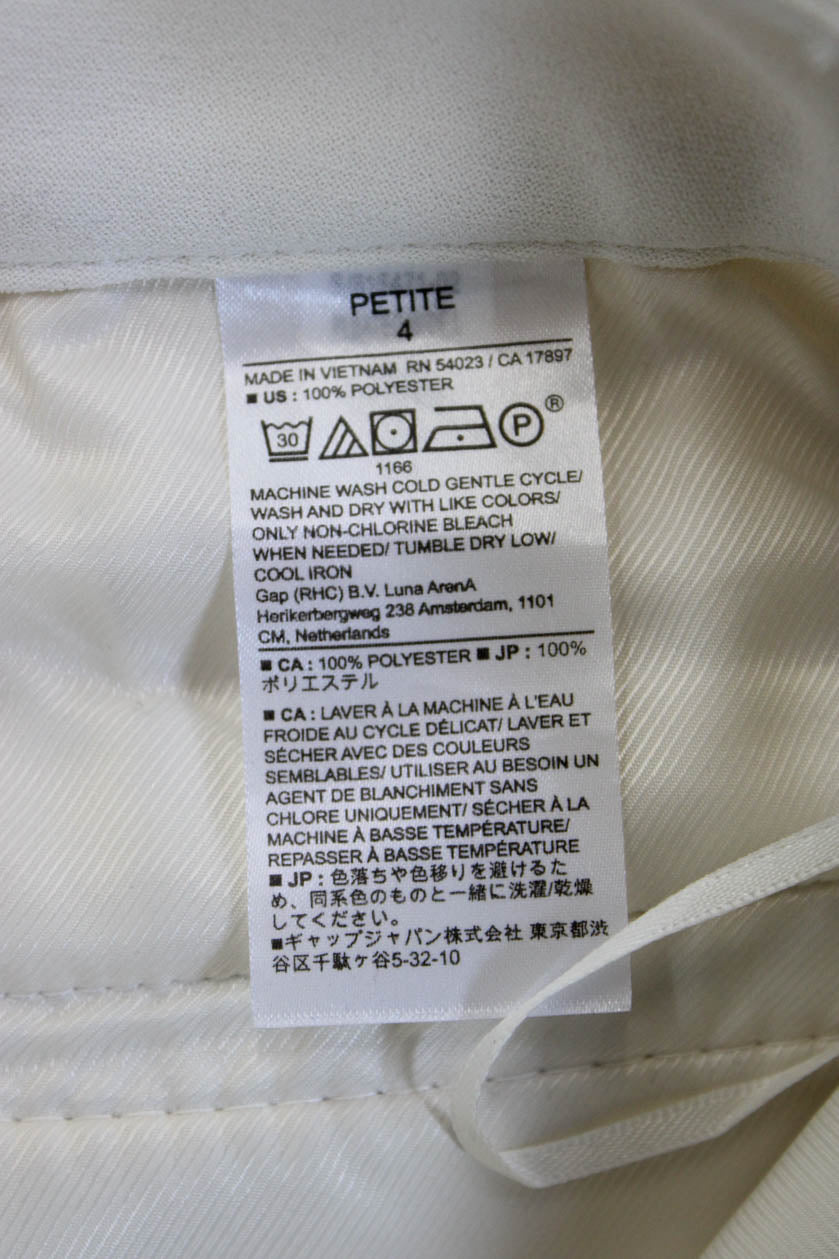 PETITE
4
MADE IN VIETNAM RN 54023 / CA 17897
■ US : 100% POLYESTER
30 P ®
1166
MACHINE WASH COLD GENTLE CYCLE/
WASH AND DRY WITH LIKE COLORS/
ONLY NON-CHLORINE BLEACH
WHEN NEEDED/ TUMBLE DRY LOW/
COOL IRON
Gap (RHC) B.V. Luna ArenA
Herikerbergweg 238 Amsterdam, 1101
CM, Netherlands
■ CA : 100% POLYESTER ■ JP : 100%
ポリエステル
■ CA : LAVER À LA MACHINE À L'EAU
FROIDE AU CYCLE DÉLICAT/ LAVER ET
SÉCHER AVEC DES COULEURS
SEMBLABLES/ UTILISER AU BESOIN UN
AGENT DE BLANCHIMENT SANS
CHLORE UNIQUEMENT/ SÉCHER À LA
MACHINE À BASSE TEMPÉRATURE/
REPASSER À BASSE TEMPÉRATURE
■ JP : 色落ちや色移りを避けるた
め、同系色のものと一緒に洗濯/乾燥
してください。
■ギャップジャパン株式会社 東京都渋
谷区千駄ケ谷5-32-10